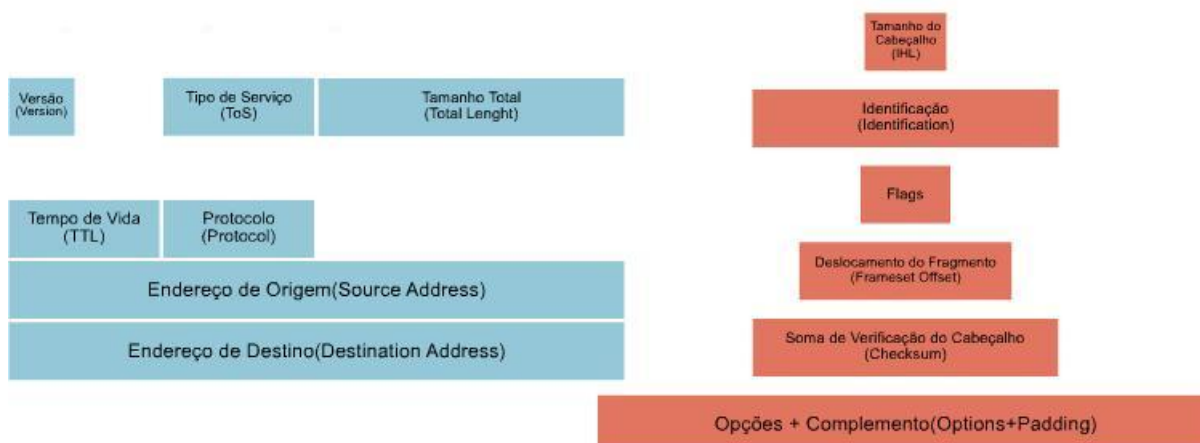 Tamanho do
Cabeçalho
(IHL)
Versão
(Version)
Tipo de Serviço
(ToS)
Tamanho Total
(Total Lenght)
Identificação
(Identification)
Flags
Tempo de Vida
(TTL)
Protocolo
(Protocol)
Deslocamento do Fragmento
(Frameset Offset)
Endereço de Origem(Source Address)
Endereço de Destino(Destination Address)
Soma de Verificação do Cabeçalho
(Checksum)
Opções + Complemento(Options+Padding)